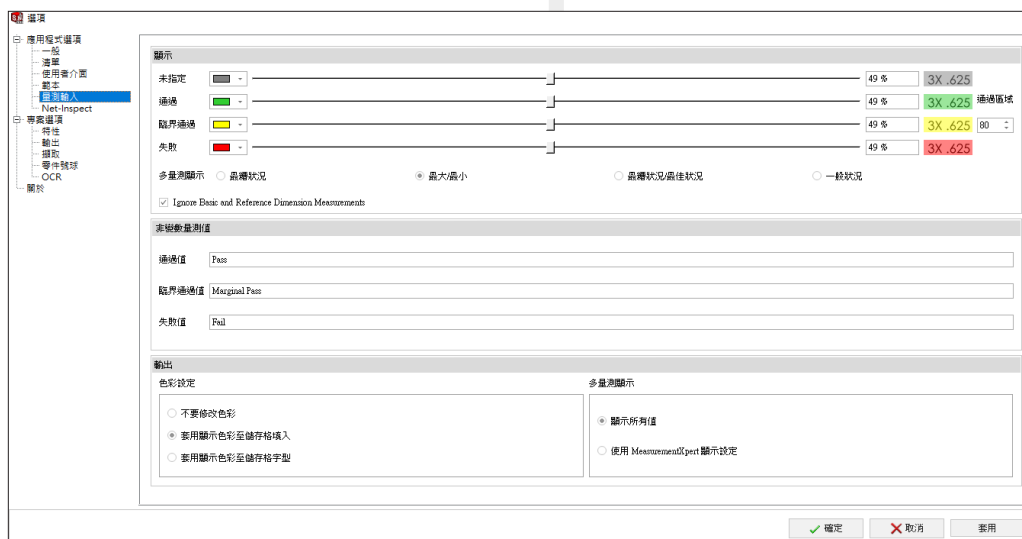 選項
應用程式選項
一般
清單
使用者介面
範本
量測輸入
Net-Inspect
專案選項
特性
輸出
擷取
零件號球
OCR
關於
顯示
未指定 49 % 3X .625
通過 49 % 3X .625 通過區域
臨界通過 49 % 3X .625 80
失敗 49 % 3X .625
多量測顯示 最糟狀況 最大/最小 最糟狀況/最佳狀況 一般狀況
Ignore Basic and Reference Dimension Measurements
非變數量測值
通過值 Pass
臨界通過值 Marginal Pass
失敗值 Fail
輸出
色彩設定 多量測顯示
不要修改色彩
套用顯示色彩至儲存格填入
套用顯示色彩至儲存格字型
顯示所有值
使用 MeasurementXpert 顯示設定
確定 取消 套用